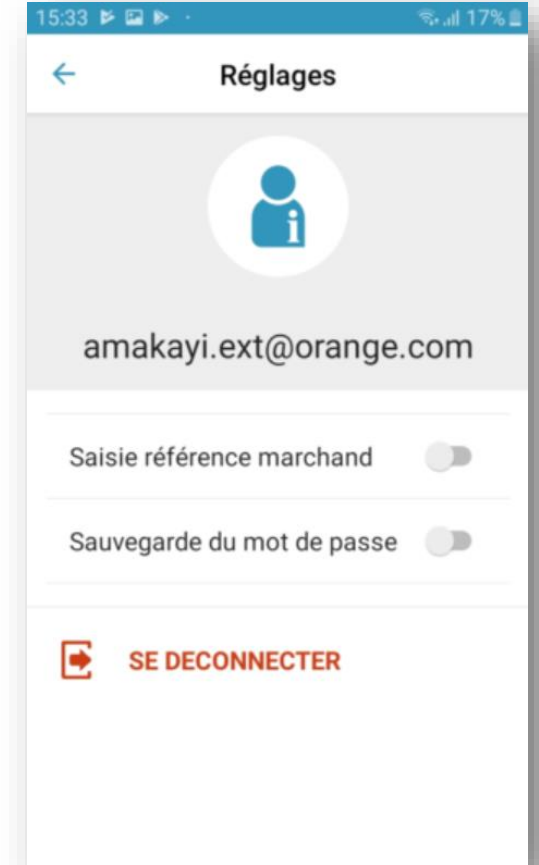 15:33 17%
Réglages
i
amakayi.ext@orange.com
Saisie référence marchand
Sauvegarde du mot de passe
SE DECONNECTER